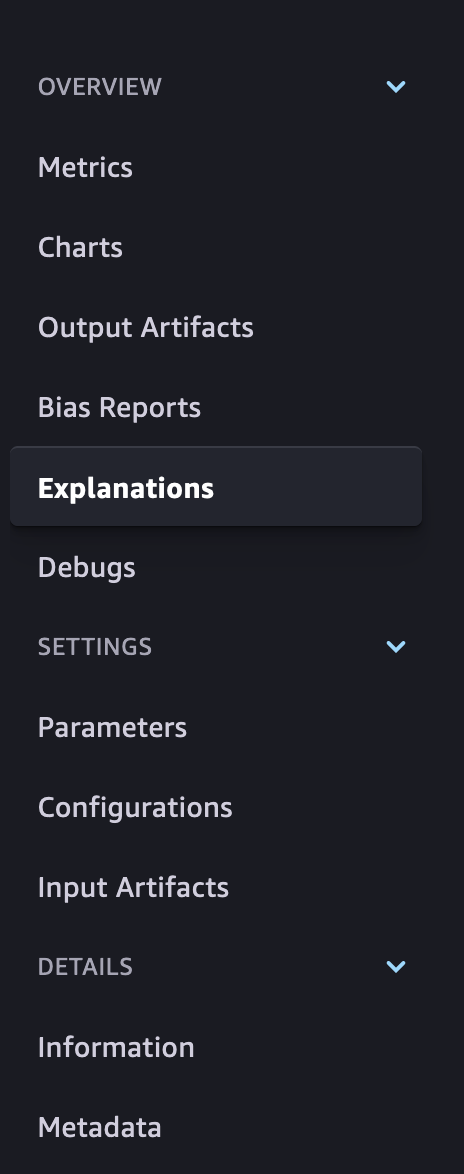 OVERVIEW
Metrics
Charts
Output Artifacts
Bias Reports
Explanations
Debugs
SETTINGS
Parameters
Configurations
Input Artifacts
DETAILS
Information
Metadata